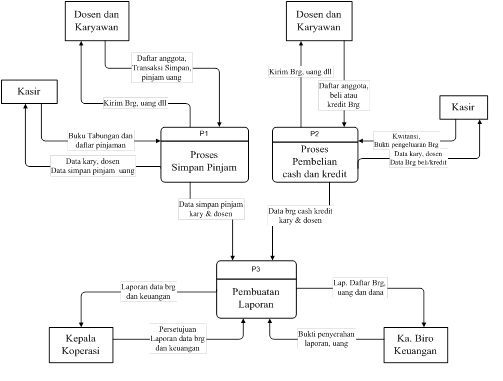 Dosen dan
Karyawan
Dosen dan
Karyawan
Daftar anggota,
Transaksi Simpan,
pinjam uang
Kirim Brg, uang dll
Kirim Brg, uang dll
Daftar anggota,
beli atau
kredit Brg
Kasir
Kasir
Buku Tabungan dan
daftar pinjaman
P1
Proses
Simpan Pinjam
P2
Proses
Pembelian
cash dan kredit
Kwitansi,
Bukti pengeluaran Brg
Data kary, dosen
Data Brg beli/kredit
Data kary, dosen
Data simpan pinjam uang
Data simpan pinjam
kary & dosen
Data brg cash kredit
kary & dosen
P3
Pembuatan
Laporan
Laporan data brg
dan keuangan
Lap. Daftar Brg,
uang dan dana
Kepala
Koperasi
Persetujuan
Laporan data brg
dan keuangan
Bukti penyerahan
laporan, uang
Ka. Biro
Keuangan